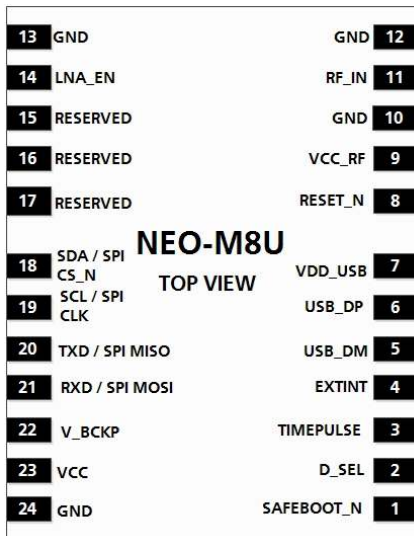 13 GND GND 12
14 LNA_EN RF_IN 11
15 RESERVED GND 10
16 RESERVED VCC_RF 9
17 RESERVED RESET_N 8
NEO-M8U
TOP VIEW
18 SDA / SPI
CS_N
VDD_USB 7
19 SCL / SPI
CLK
USB_DP 6
20 TXD / SPI MISO USB_DM 5
21 RXD / SPI MOSI EXTINT 4
22 V_BCKP TIMEPULSE 3
23 VCC D_SEL 2
24 GND SAFEBOOT_N 1